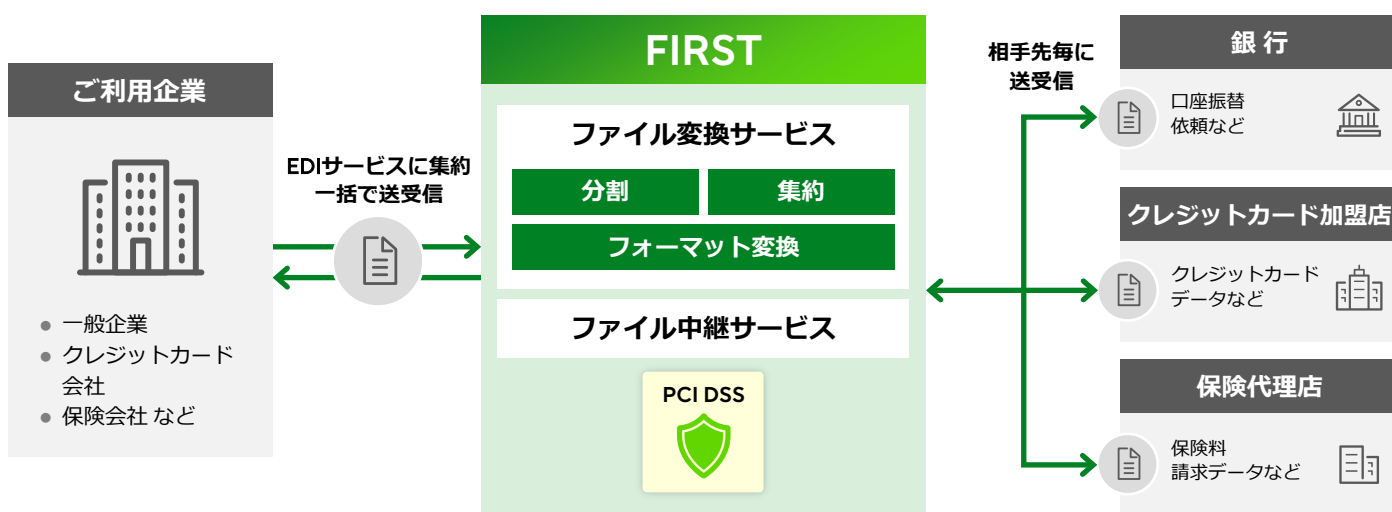 ご利用企業
一般企業
クレジットカード
会社
保険会社 など
EDIサービスに集約
一括で送受信
FIRST
ファイル変換サービス
分割
集約
フォーマット変換
ファイル中継サービス
PCI DSS
相手先毎に
送受信
銀 行
口座振替
依頼など
クレジットカード加盟店
クレジットカード
データなど
保険代理店
保険料
請求データなど